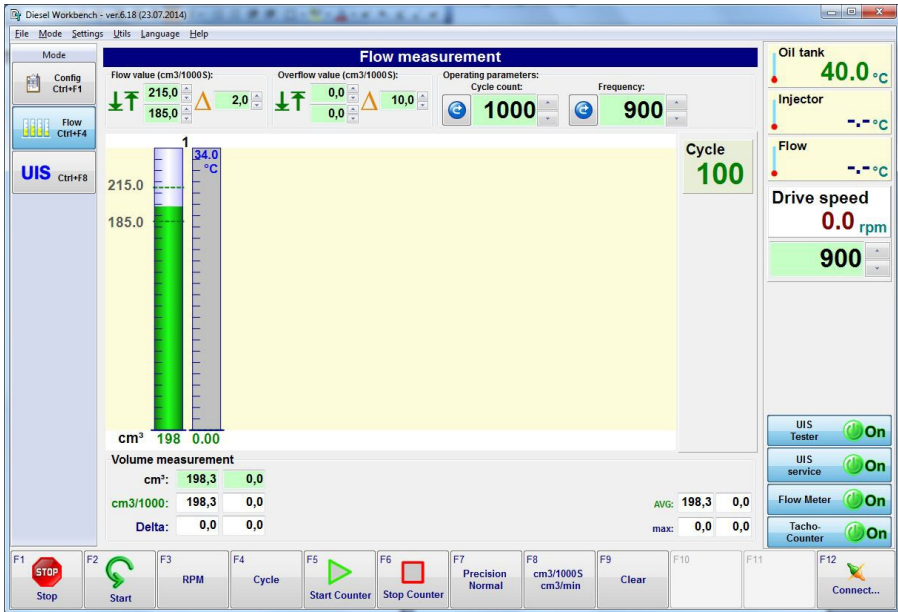 Diesel Workbench - ver.6.18 (23.07.2014)
File Mode Settings Utils Language Help
Mode
Config
Ctrl+F1
Flow
Ctrl+F4
UIS Ctrl+F8
Flow measurement
Flow value (cm3/1000S):
215,0
185,0
2,0
Overflow value (cm3/1000S):
0,0
0,0
10,0
Operating parameters:
Cycle count:
1000
Frequency:
900
1
34.0
°C
215.0
185.0
cm³ 198 0.00
Cycle
100
Volume measurement
cm³: 198,3 0,0
cm3/1000: 198,3 0,0
AVG: 198,3 0,0
Delta: 0,0 0,0
max: 0,0 0,0
Oil tank
40.0 °C
Injector
-.- °C
Flow
-.- °C
Drive speed
0.0 rpm
900
UIS
Tester
On
UIS
service
On
Flow Meter
On
Tacho-
Counter
On
F1
STOP
Stop
F2
Start
F3
RPM
F4
Cycle
F5
Start Counter
F6
Stop Counter
F7
Precision
Normal
F8
cm3/1000S
cm3/min
F9
Clear
F10
F11
F12
Connect...